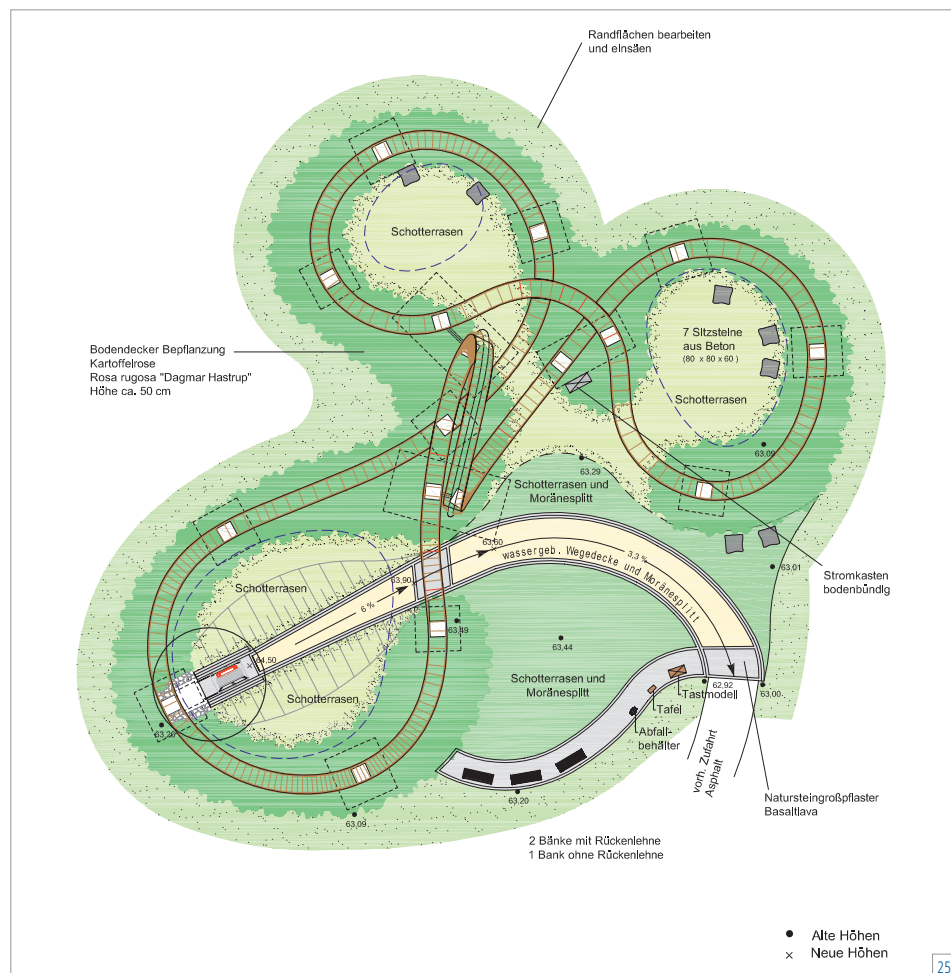 Randflächen bearbeiten
und einsäen
Schotterrasen
7 Sitzsteine
aus Beton
(80 x 80 x 60 )
Schotterrasen
Bodendecker Bepflanzung
Kartoffelrose
Rosa rugosa "Dagmar Hastrup"
Höhe ca. 50 cm
63,09
63,29
Schotterrasen und
Moränesplitt
63,60
wassergeb. Wegedecke und Moränesplitt
3,3 %
63,01
Stromkasten
bodenbündig
Schotterrasen
63,90
6 %
63,49
63,44
64,50
Schotterrasen
Schotterrasen und
Moränesplitt
62,92
63,00
Tastmodell
Tafel
Abfall-
behälter
63,26
vorh. Zufahrt
Asphalt
63,20
63,09
Natursteingroßpflaster
Basaltlava
2 Bänke mit Rückenlehne
1 Bank ohne Rückenlehne
Alte Höhen
Neue Höhen
25